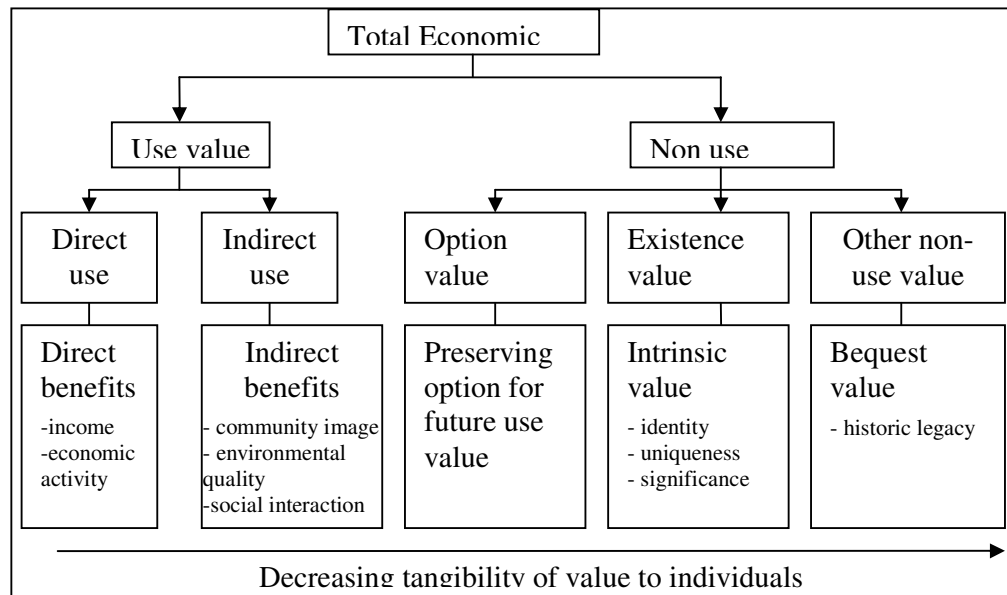 Total Economic
Use value
Non use
Direct
use
Indirect
use
Option
value
Existence
value
Other non-
use value
Direct
benefits
-income
-economic
activity
Indirect
benefits
- community image
- environmental
quality
-social interaction
Preserving
option for
future use
value
Intrinsic
value
- identity
- uniqueness
- significance
Bequest
value
- historic legacy
Decreasing tangibility of value to individuals